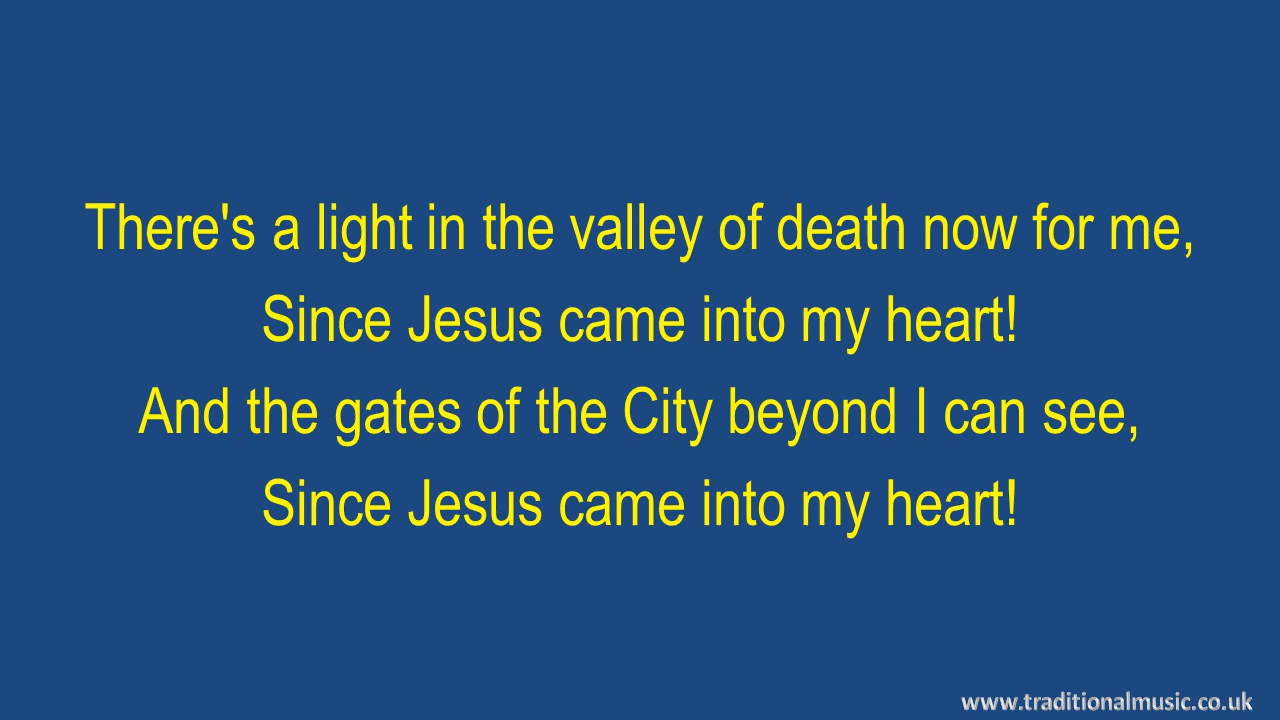 There's a light in the valley of death now for me,
Since Jesus came into my heart!
And the gates of the City beyond I can see,
Since Jesus came into my heart!
www.traditionalmusic.co.uk